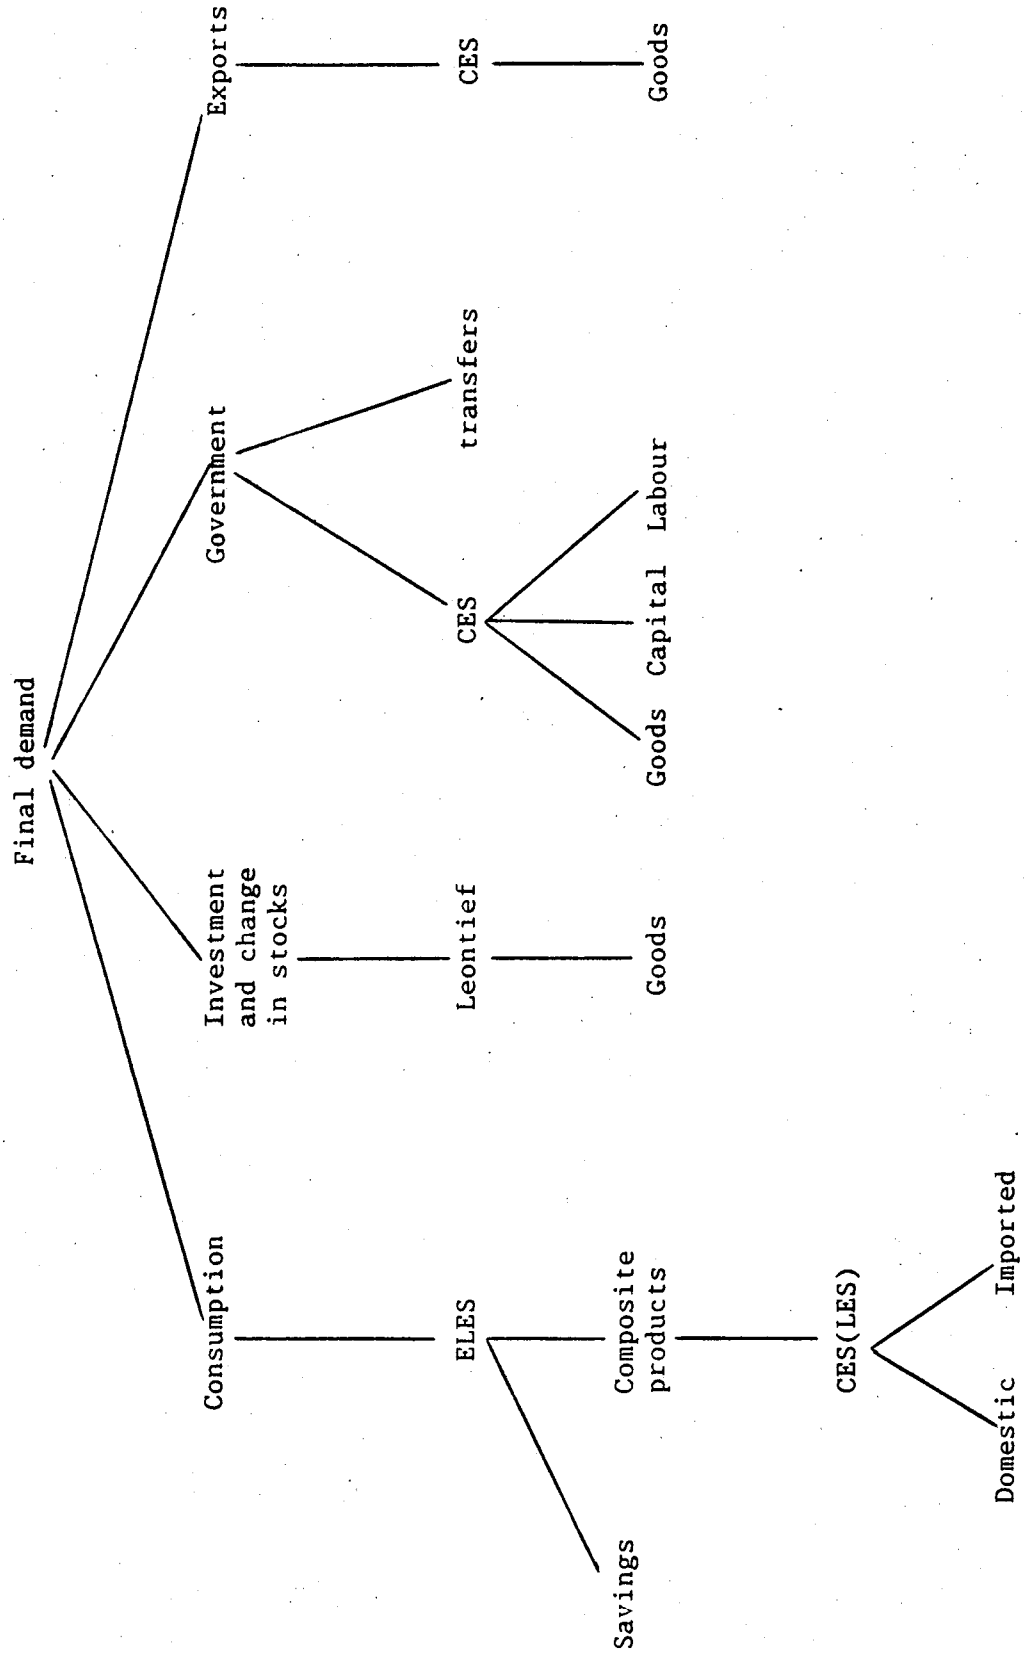 Final demand
Consumption
Investment
and change
in stocks
Government
Exports
ELES
Leontief
CES
transfers
CES
Savings
Composite
products
Goods
Goods
Capital
Labour
Goods
CES(LES)
Domestic
Imported